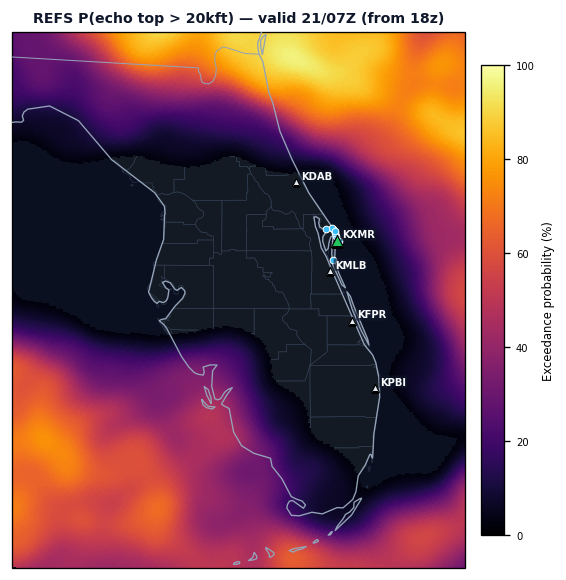 REFS P(echo top > 20kft) — valid 21/07Z (from 18z)
KDAB
KXMR
KMLB
KFPR
KPBI
100
80
60
40
20
0
Exceedance probability (%)